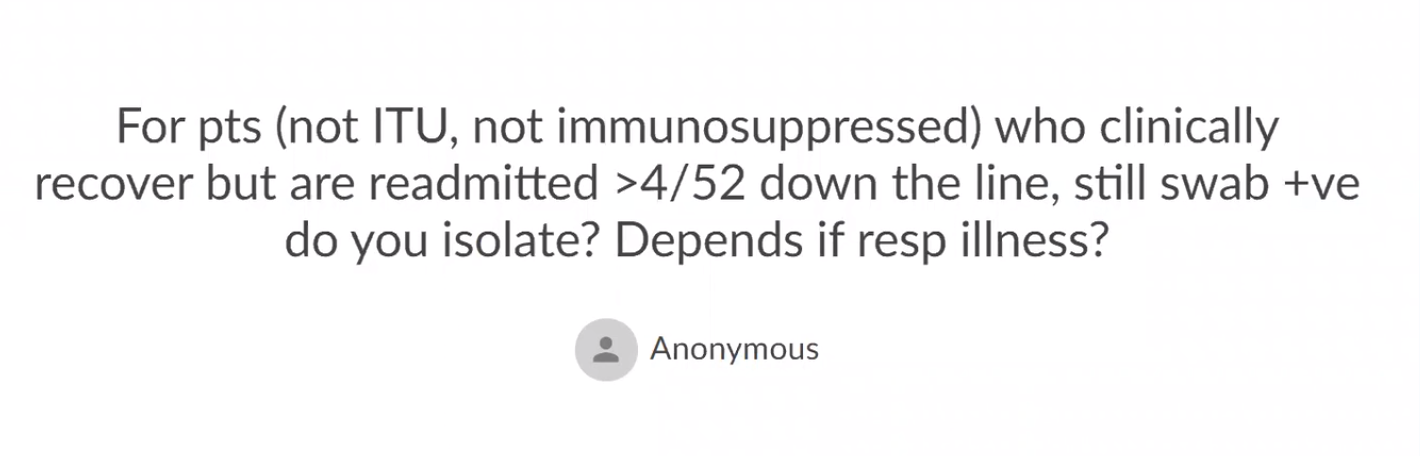 For pts (not ITU, not immunosuppressed) who clinically
recover but are readmitted >4/52 down the line, still swab +ve
do you isolate? Depends if resp illness?
Anonymous